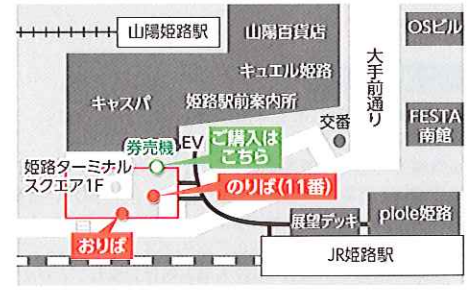 山陽姫路駅
山陽百貨店
OSビル
キュエル姫路
大手前通り
キャスパ
姫路駅前案内所
FESTA
南館
交番
券売機
EV
ご購入は
こちら
姫路ターミナル
スクエア1F
のりば(11番)
おりば
展望デッキ
piole姫路
JR姫路駅